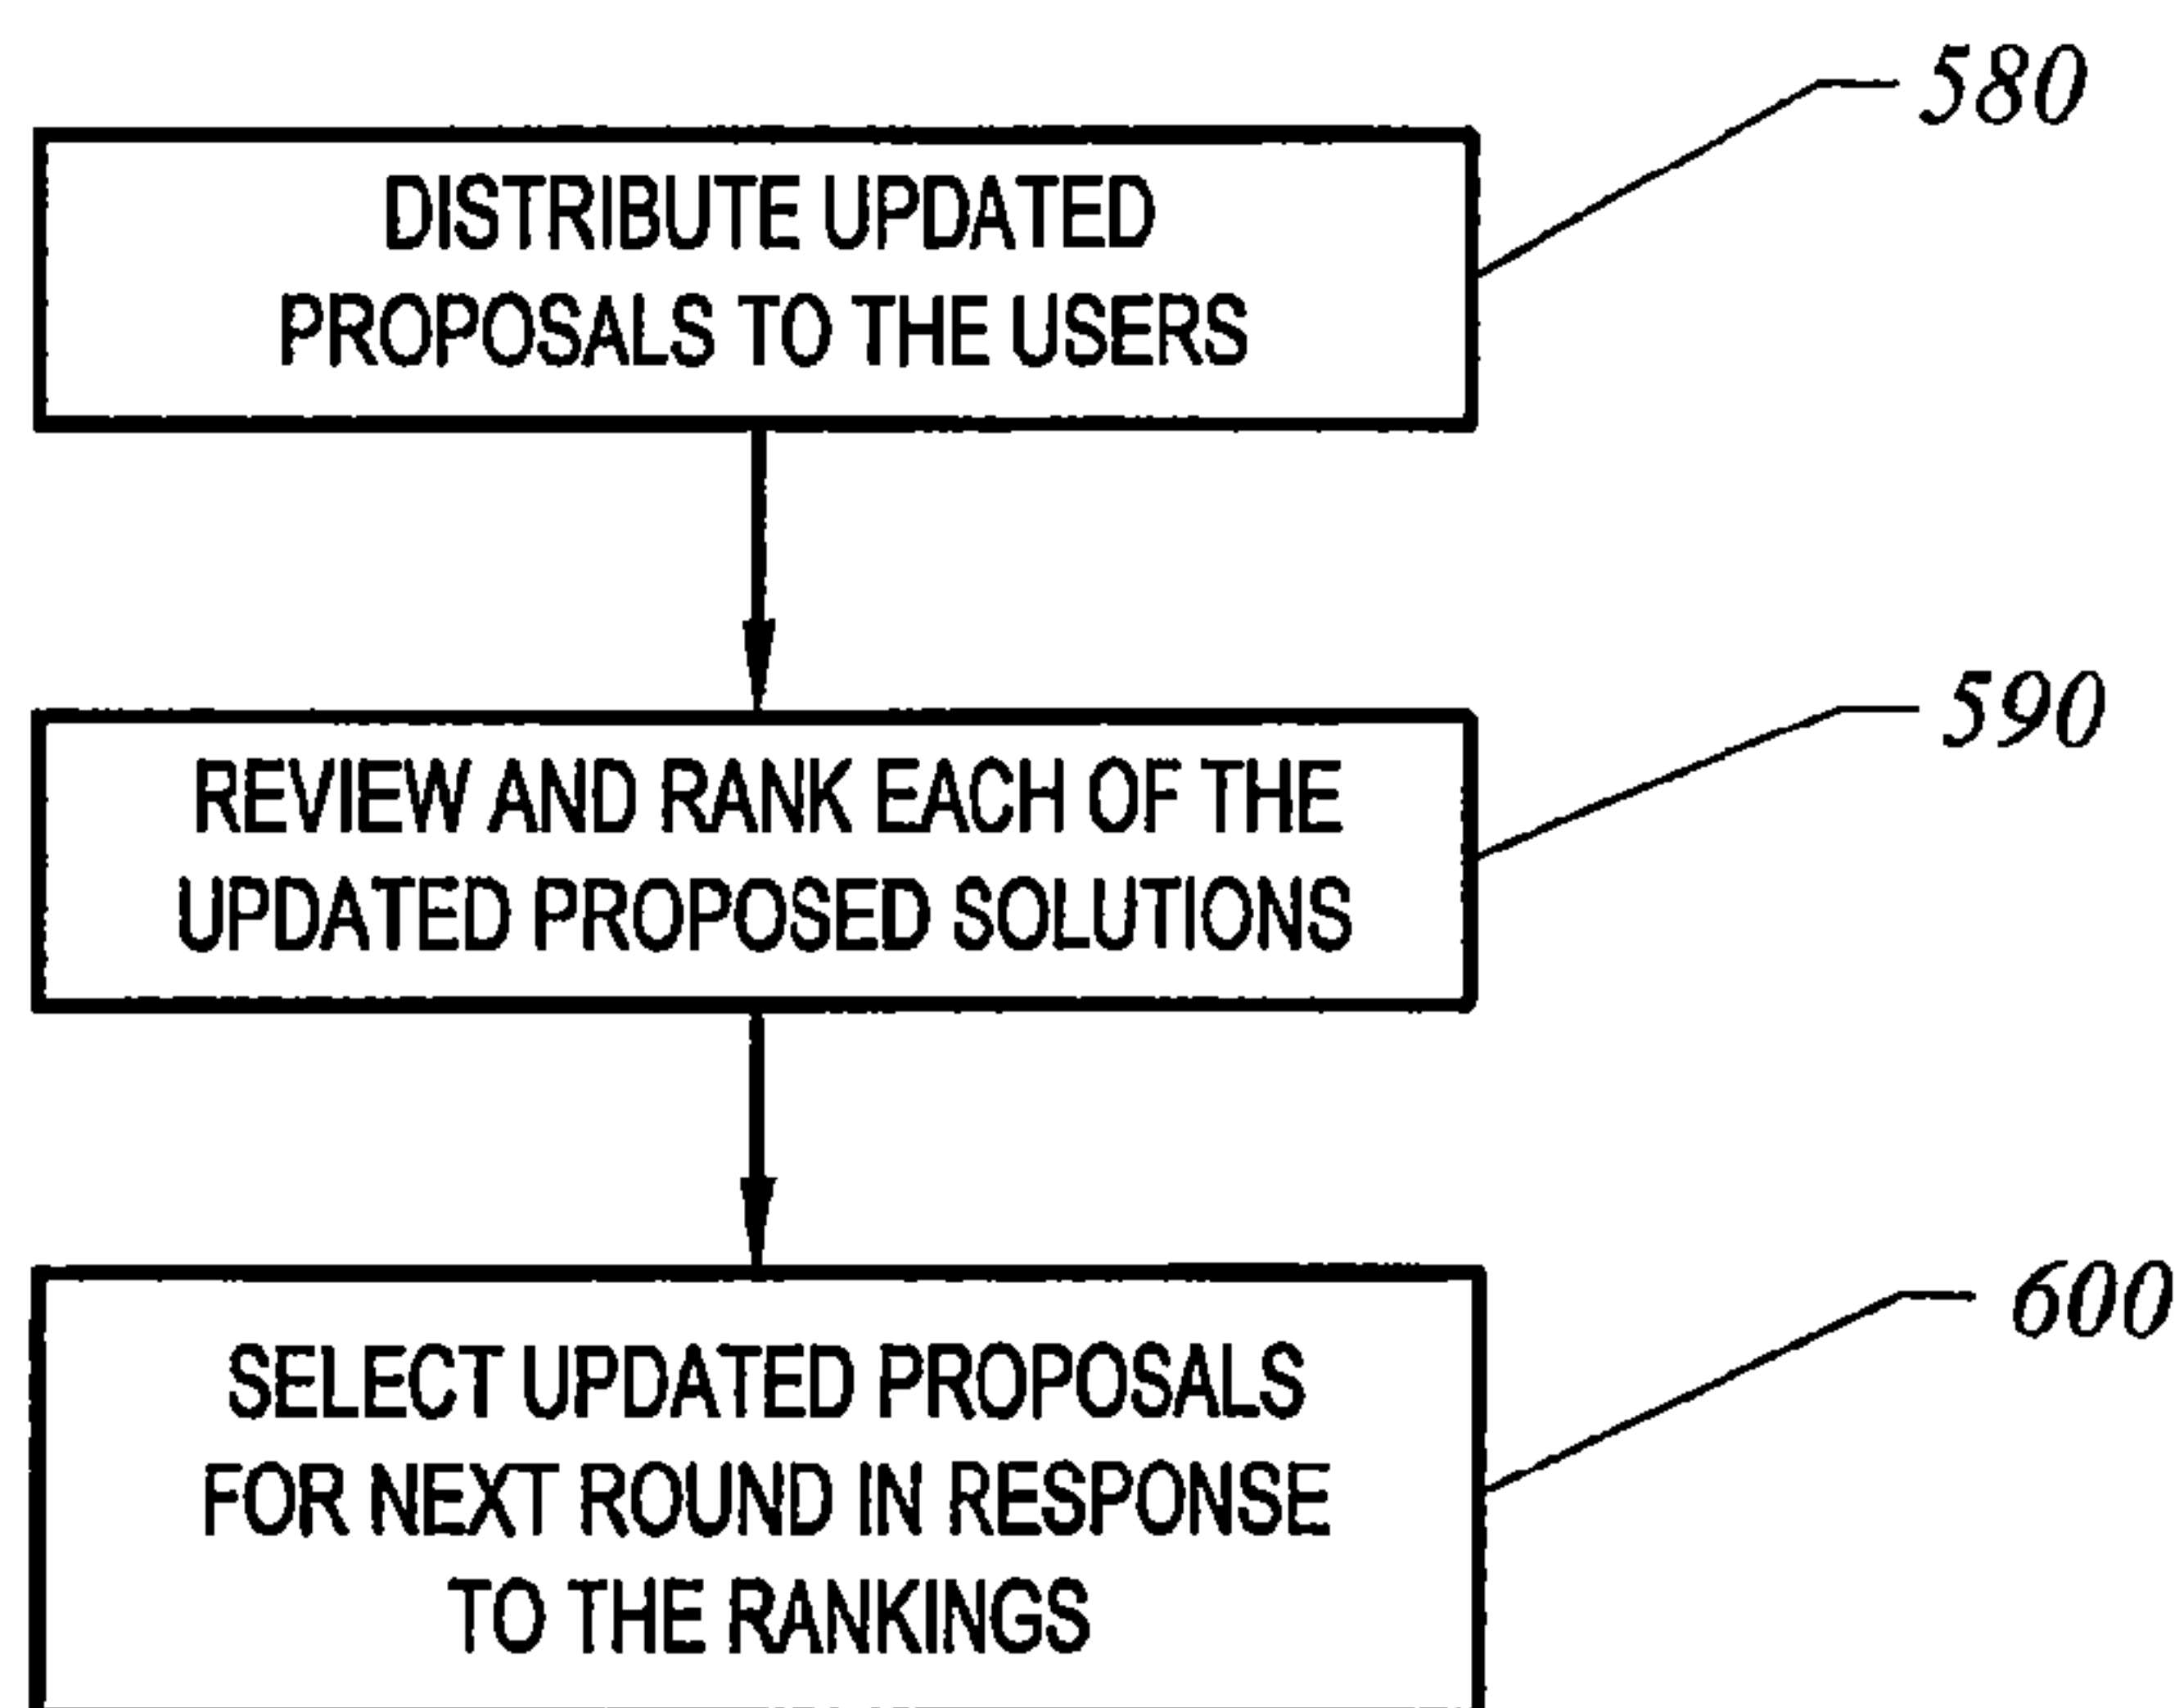 580
DISTRIBUTE UPDATED
PROPOSALS TO THE USERS
590
REVIEW AND RANK EACH OF THE
UPDATED PROPOSED SOLUTIONS
600
SELECT UPDATED PROPOSALS
FOR NEXT ROUND IN RESPONSE
TO THE RANKINGS